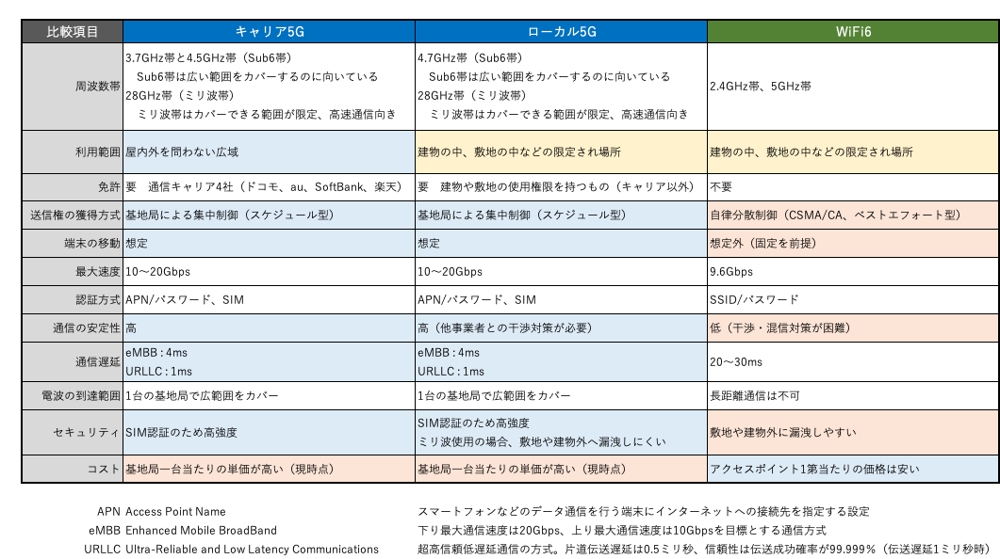 比較項目 キャリア5G ローカル5G WiFi6
周波数帯
3.7GHz帯と4.5GHz帯（Sub6帯）
Sub6帯は広い範囲をカバーするのに向いている
28GHz帯（ミリ波帯）
ミリ波帯はカバーできる範囲が限定、高速通信向き
4.7GHz帯（Sub6帯）
Sub6帯は広い範囲をカバーするのに向いている
28GHz帯（ミリ波帯）
ミリ波帯はカバーできる範囲が限定、高速通信向き
2.4GHz帯、5GHz帯
利用範囲 屋内外を問わない広域 建物の中、敷地の中などの限定され場所 建物の中、敷地の中などの限定され場所
免許 要　通信キャリア4社（ドコモ、au、SoftBank、楽天） 要　建物や敷地の使用権限を持つもの（キャリア以外） 不要
送信権の獲得方式 基地局による集中制御（スケジュール型） 基地局による集中制御（スケジュール型） 自律分散制御（CSMA/CA、ベストエフォート型）
端末の移動 想定 想定 想定外（固定を前提）
最大速度 10〜20Gbps 10〜20Gbps 9.6Gbps
認証方式 APN/パスワード、SIM APN/パスワード、SIM SSID/パスワード
通信の安定性 高 高（他事業者との干渉対策が必要） 低（干渉・混信対策が困難）
通信遅延
eMBB : 4ms
URLLC : 1ms
eMBB : 4ms
URLLC : 1ms
20〜30ms
電波の到達範囲 1台の基地局で広範囲をカバー 1台の基地局で広範囲をカバー 長距離通信は不可
セキュリティ SIM認証のため高強度
SIM認証のため高強度
ミリ波使用の場合、敷地や建物外へ漏洩しにくい
敷地や建物外に漏洩しやすい
コスト 基地局一台当たりの単価が高い（現時点） 基地局一台当たりの単価が高い（現時点） アクセスポイント1第当たりの価格は安い
APN Access Point Name スマートフォンなどのデータ通信を行う端末にインターネットへの接続先を指定する設定
eMBB Enhanced Mobile BroadBand 下り最大通信速度は20Gbps、上り最大通信速度は10Gbpsを目標とする通信方式
URLLC Ultra-Reliable and Low Latency Communications 超高信頼低遅延通信の方式。片道伝送遅延は0.5ミリ秒、信頼性は伝送成功確率が99.999%（伝送遅延1ミリ秒時）